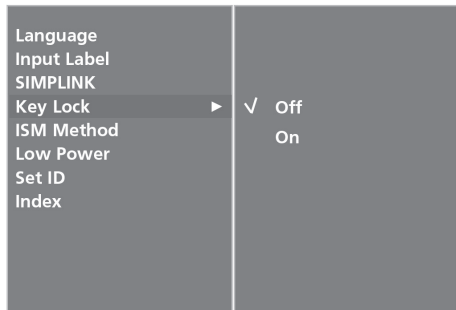 Language
Input Label
SIMPLINK
Key Lock
ISM Method
Low Power
Set ID
Index
Off
On